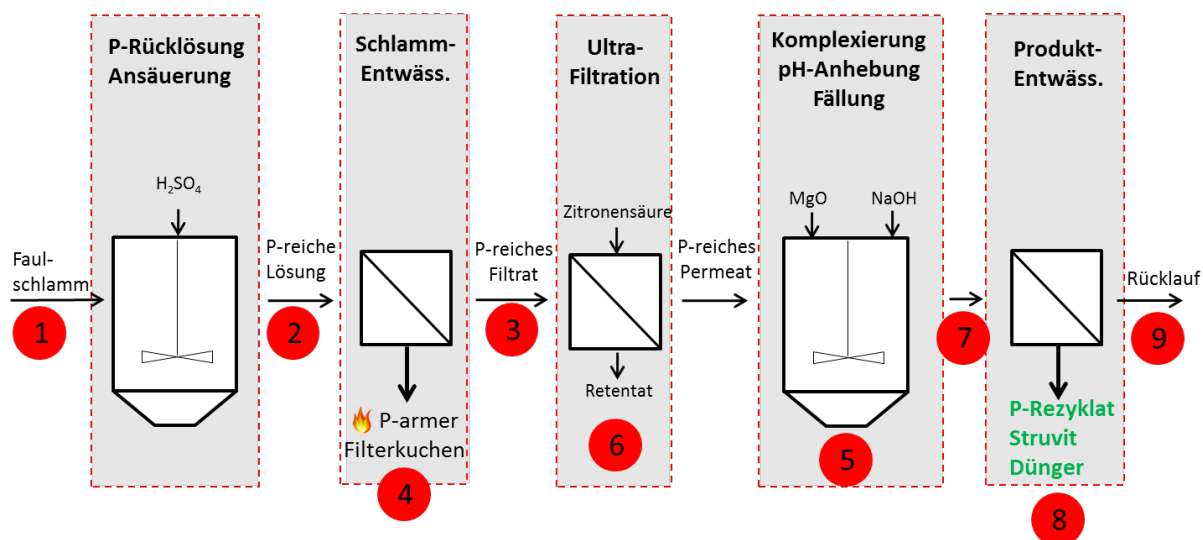 P-Rücklösung
Ansäuerung
Schlamm-
Entwäss.
Ultra-
Filtration
Komplexierung
pH-Anhebung
Fällung
Produkt-
Entwäss.
H₂SO₄
Zitronensäure
MgO
NaOH
Faul-
schlamm
P-reiche
Lösung
P-reiches
Filtrat
P-reiches
Permeat
Rücklauf
1
2
3
7
9
P-armer
Filterkuchen
Retentat
P-Rezyklat
Struvit
Dünger
4
6
5
8